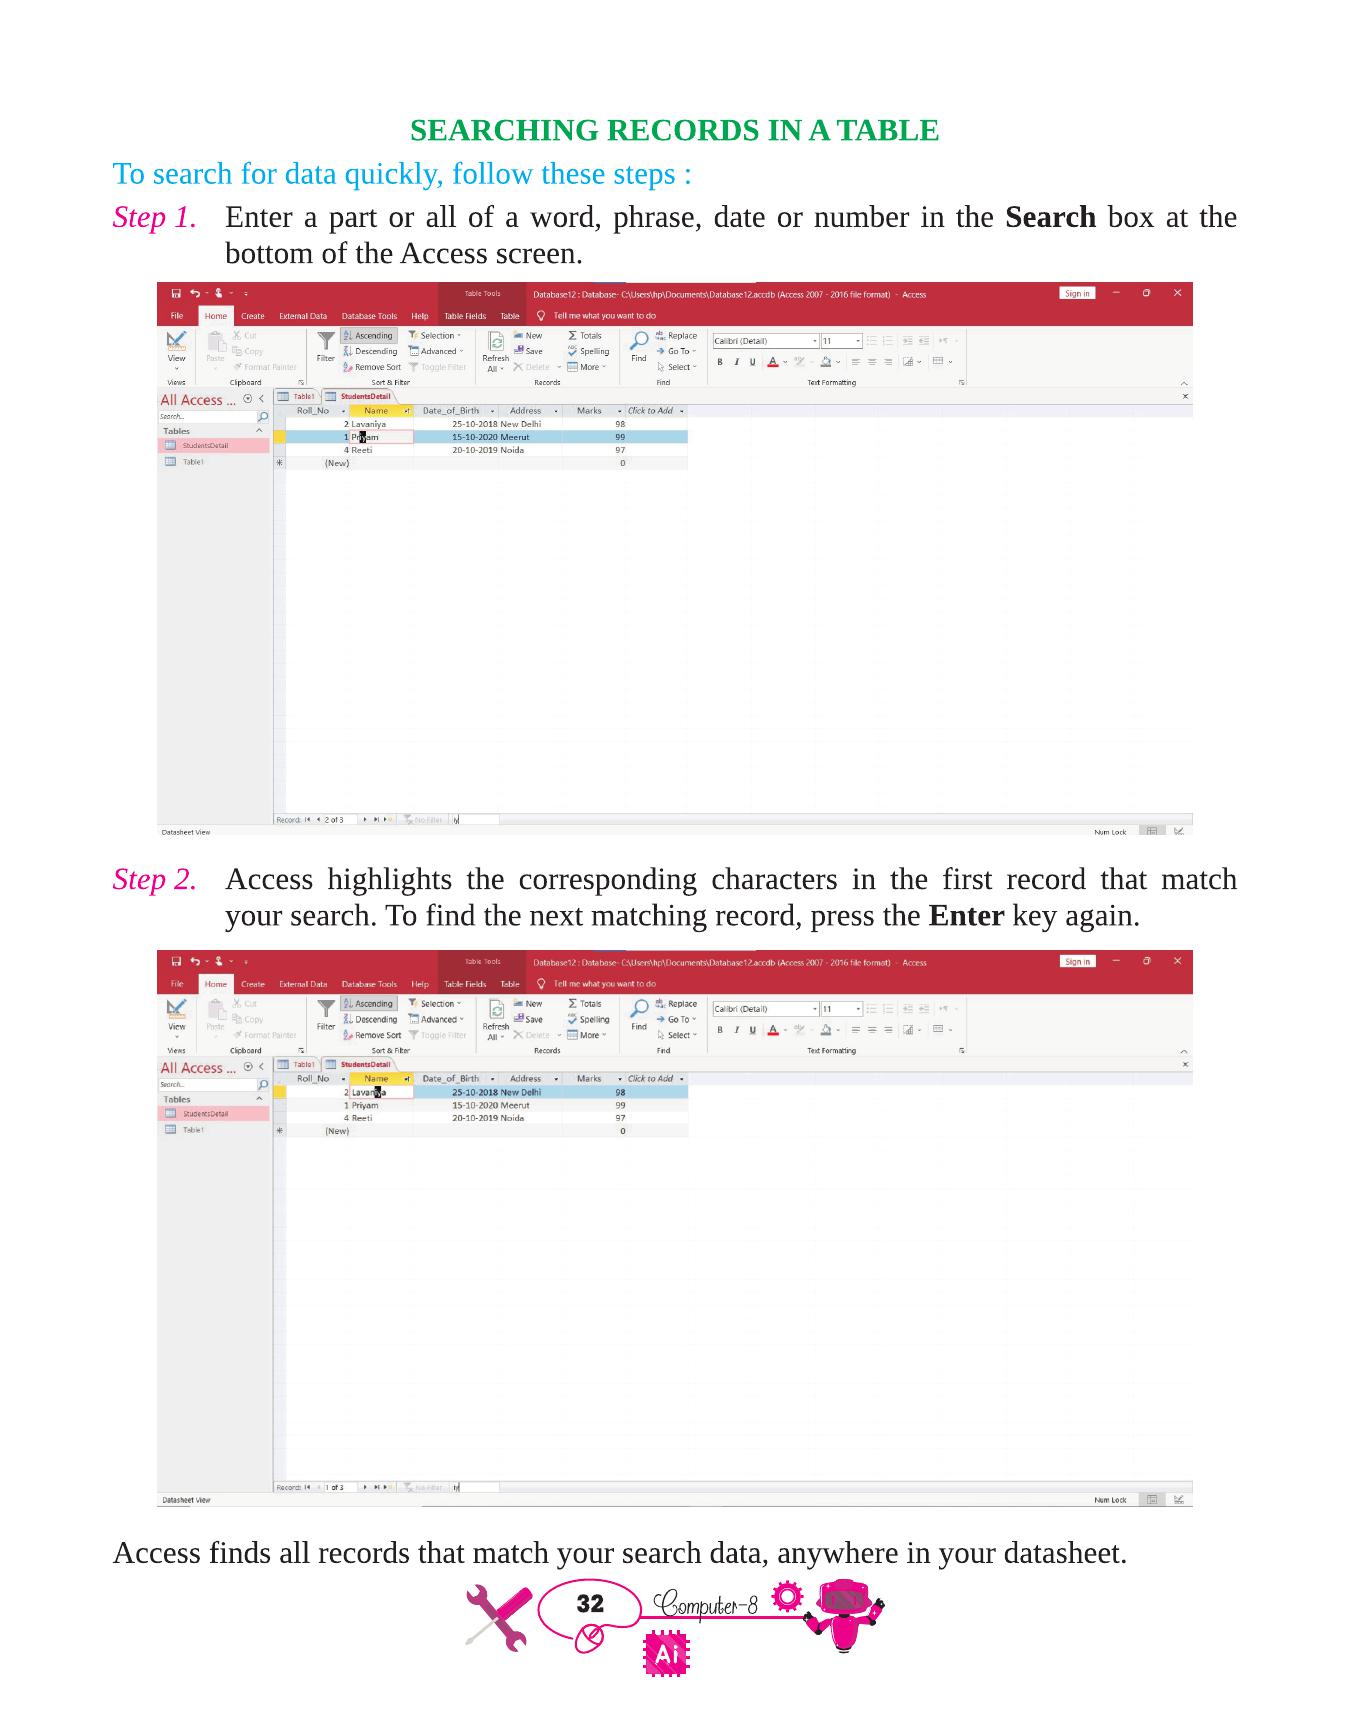 SEARCHING RECORDS IN A TABLE
To search for data quickly, follow these steps :
Step 1. Enter a part or all of a word, phrase, date or number in the Search box at the
bottom of the Access screen.
Table Tools Database12 : Database- C:\Users\hp\Documents\Database12.accdb (Access 2007 - 2016 file format) - Access Sign in
File Home Create External Data Database Tools Help Table Fields Table Tell me what you want to do
Cut Ascending Selection New Totals Replace Calibri (Detail) 11
Copy Descending Advanced Save Spelling Go To
View Paste Format Painter Filter Remove Sort Toggle Filter Refresh All Delete More Find Select B I U
Views Clipboard Sort & Filter Records Find Text Formatting
All Access ... Table1 StudentsDetail
Search... Roll_No Name Date_of_Birth Address Marks Click to Add
Tables 2 Lavaniya 25-10-2018 New Delhi 98
StudentsDetail 1 Priyam 15-10-2020 Meerut 99
4 Reeti 20-10-2019 Noida 97
Table1 (New) 0
Record: 2 of 3 No Filter iy
Datasheet View Num Lock
Step 2. Access highlights the corresponding characters in the first record that match
your search. To find the next matching record, press the Enter key again.
Table Tools Database12 : Database- C:\Users\hp\Documents\Database12.accdb (Access 2007 - 2016 file format) - Access Sign in
File Home Create External Data Database Tools Help Table Fields Table Tell me what you want to do
Cut Ascending Selection New Totals Replace Calibri (Detail) 11
Copy Descending Advanced Save Spelling Go To
View Paste Format Painter Filter Remove Sort Toggle Filter Refresh All Delete More Find Select B I U
Views Clipboard Sort & Filter Records Find Text Formatting
All Access ... Table1 StudentsDetail
Search... Roll_No Name Date_of_Birth Address Marks Click to Add
Tables 2 Lavaniya 25-10-2018 New Delhi 98
StudentsDetail 1 Priyam 15-10-2020 Meerut 99
4 Reeti 20-10-2019 Noida 97
Table1 (New) 0
Record: 1 of 3 No Filter iy
Datasheet View Num Lock
Access finds all records that match your search data, anywhere in your datasheet.
32 Computer-8
Ai